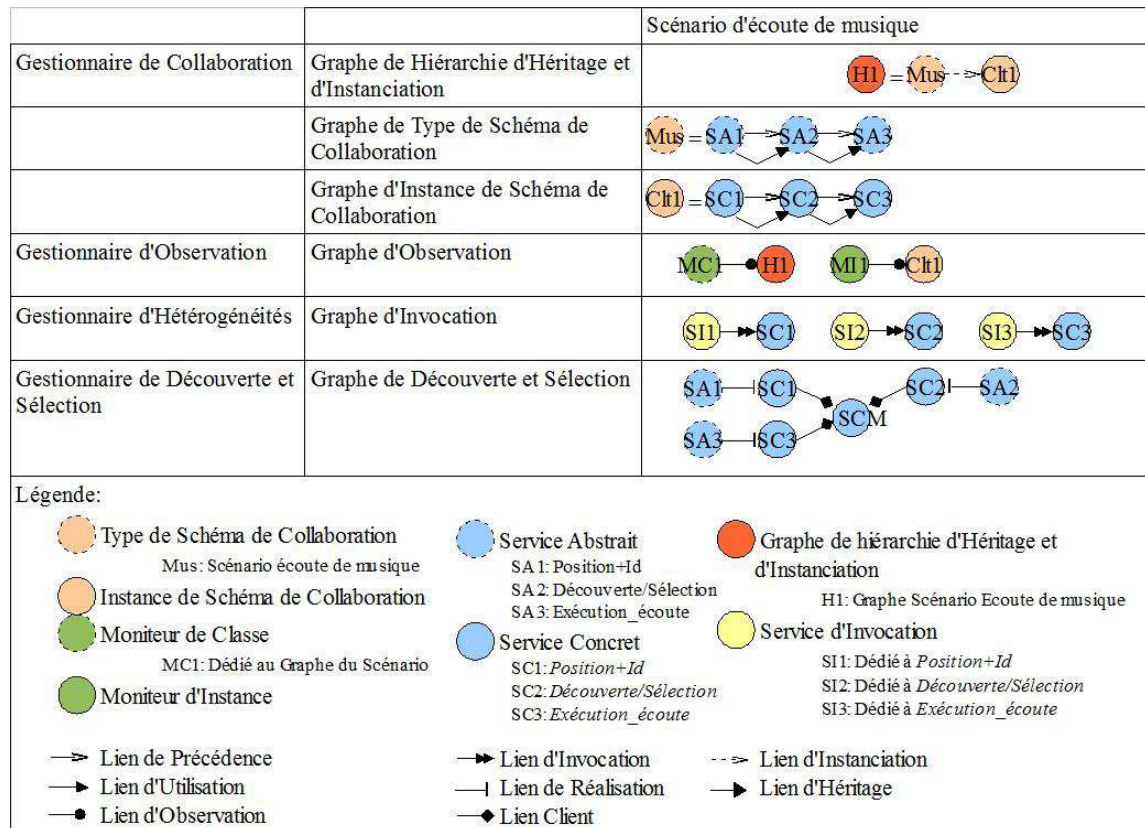 Scénario d'écoute de musique
Gestionnaire de Collaboration
Graphe de Hiérarchie d'Héritage et
d'Instanciation
H1 = Mus Clt1
Graphe de Type de Schéma de
Collaboration
Mus = SA1 SA2 SA3
Graphe d'Instance de Schéma de
Collaboration
Clt1 = SC1 SC2 SC3
Gestionnaire d'Observation
Graphe d'Observation
MC1 H1 MI1 Clt1
Gestionnaire d'Hétérogénéités
Graphe d'Invocation
SI1 SC1 SI2 SC2 SI3 SC3
Gestionnaire de Découverte et
Sélection
Graphe de Découverte et Sélection
SA1 SC1 SC2 SA2
SCM
SA3 SC3
Légende:
Type de Schéma de Collaboration
Mus: Scénario écoute de musique
Instance de Schéma de Collaboration
Moniteur de Classe
MC1: Dédié au Graphe du Scénario
Moniteur d'Instance
Service Abstrait
SA1: Position+Id
SA2: Découverte/Sélection
SA3: Exécution_écoute
Service Concret
SC1: Position+Id
SC2: Découverte/Sélection
SC3: Exécution_écoute
Graphe de hiérarchie d'Héritage et
d'Instanciation
H1: Graphe Scénario Ecoute de musique
Service d'Invocation
SI1: Dédié à Position+Id
SI2: Dédié à Découverte/Sélection
SI3: Dédié à Exécution_écoute
Lien de Précédence
Lien d'Utilisation
Lien d'Observation
Lien d'Invocation
Lien de Réalisation
Lien Client
Lien d'Instanciation
Lien d'Héritage